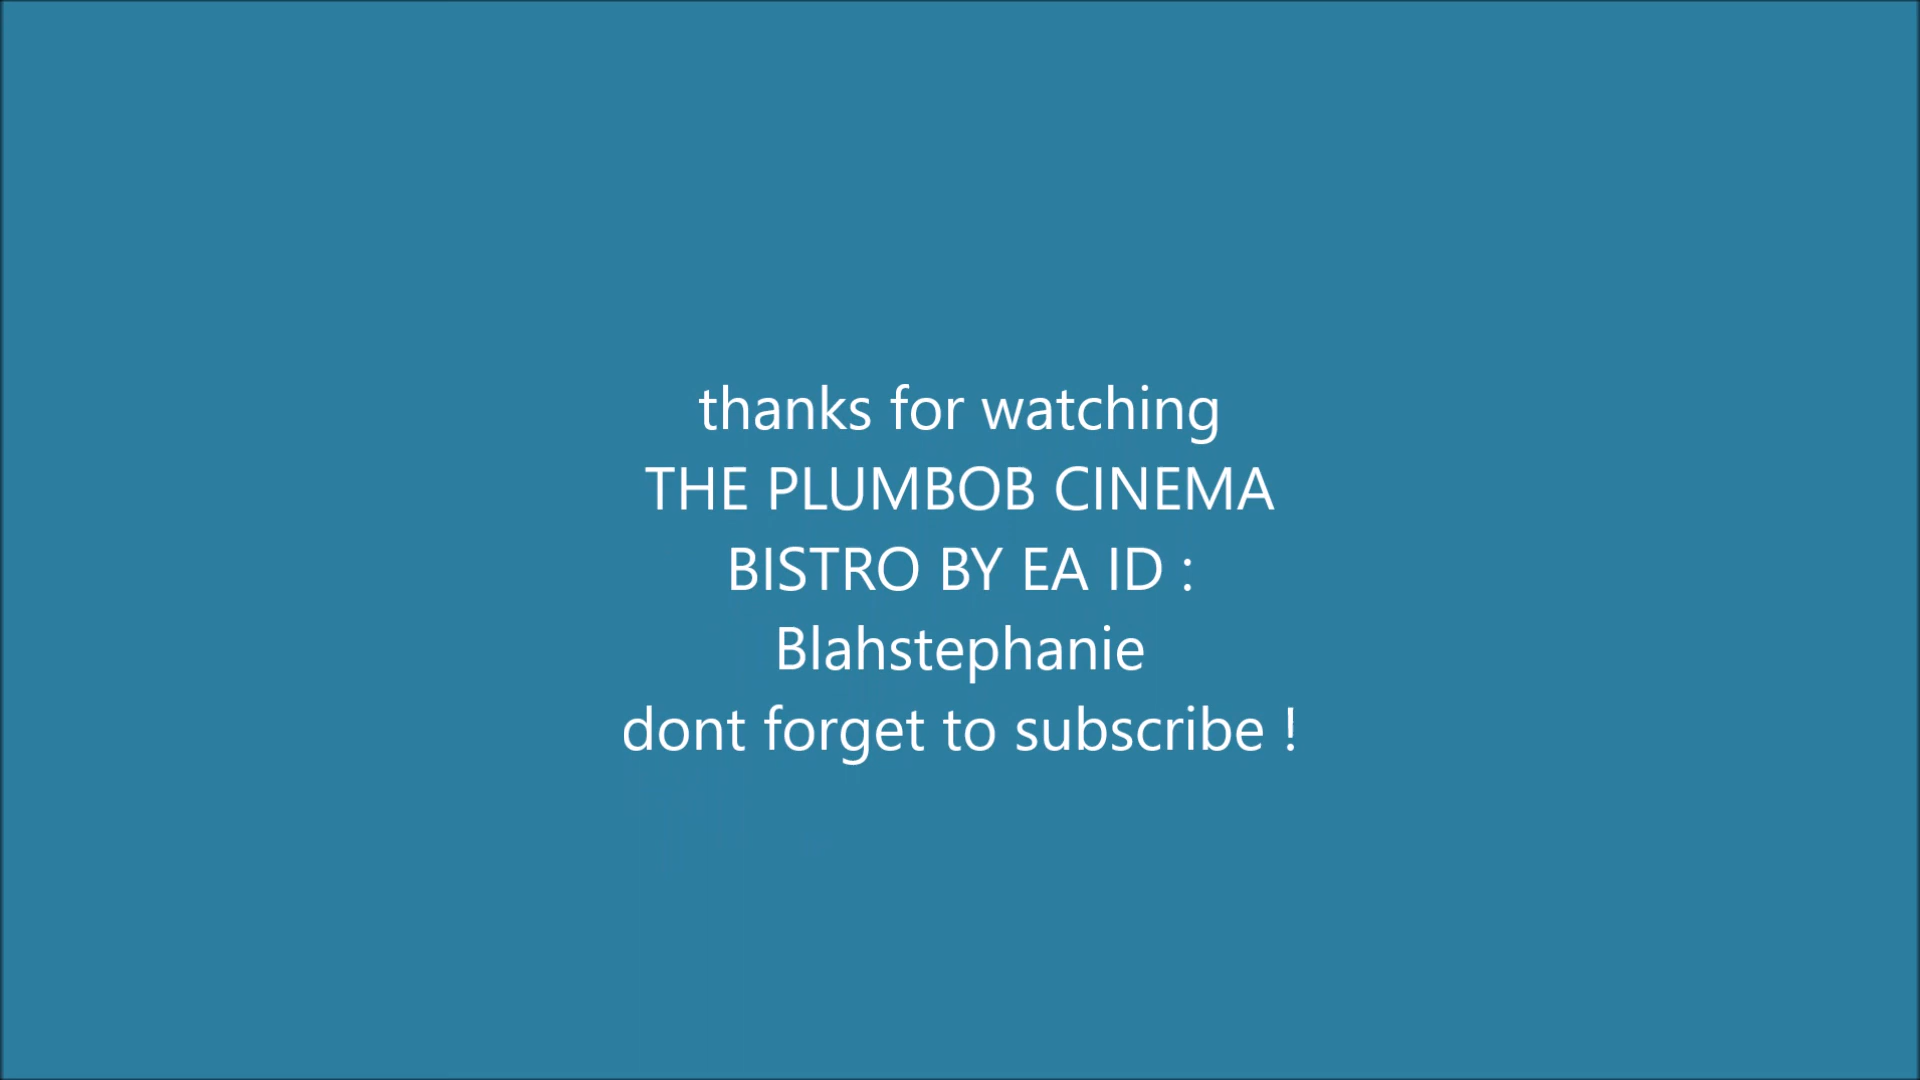 thanks for watching
THE PLUMBOB CINEMA
BISTRO BY EA ID :
Blahstephanie
dont forget to subscribe !